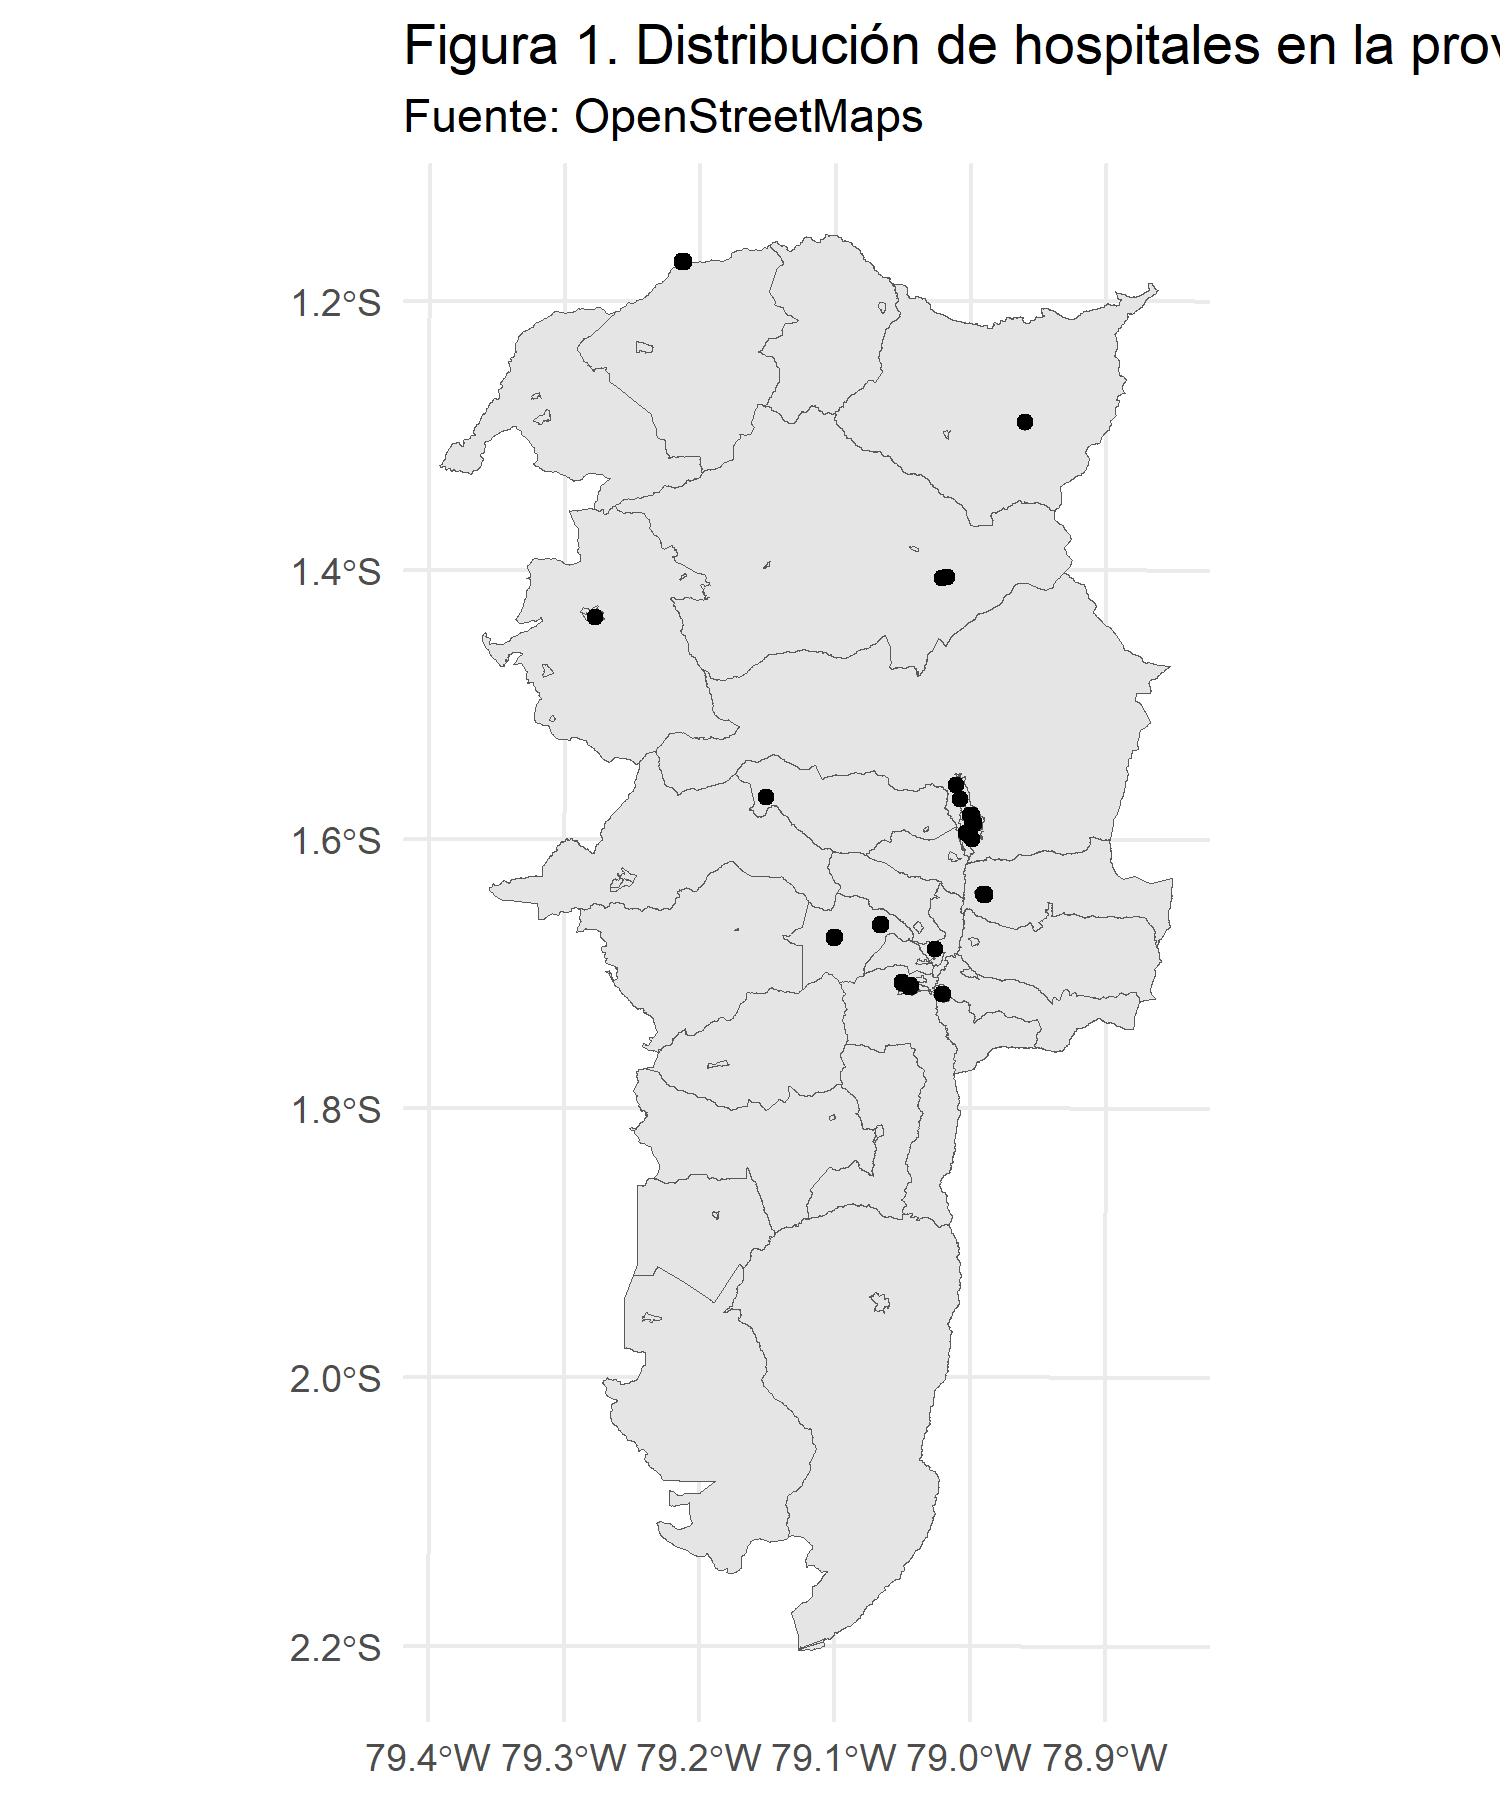 Figura 1. Distribución de hospitales en la prov
Fuente: OpenStreetMaps
1.2°S
1.4°S
1.6°S
1.8°S
2.0°S
2.2°S
79.4°W 79.3°W 79.2°W 79.1°W 79.0°W 78.9°W